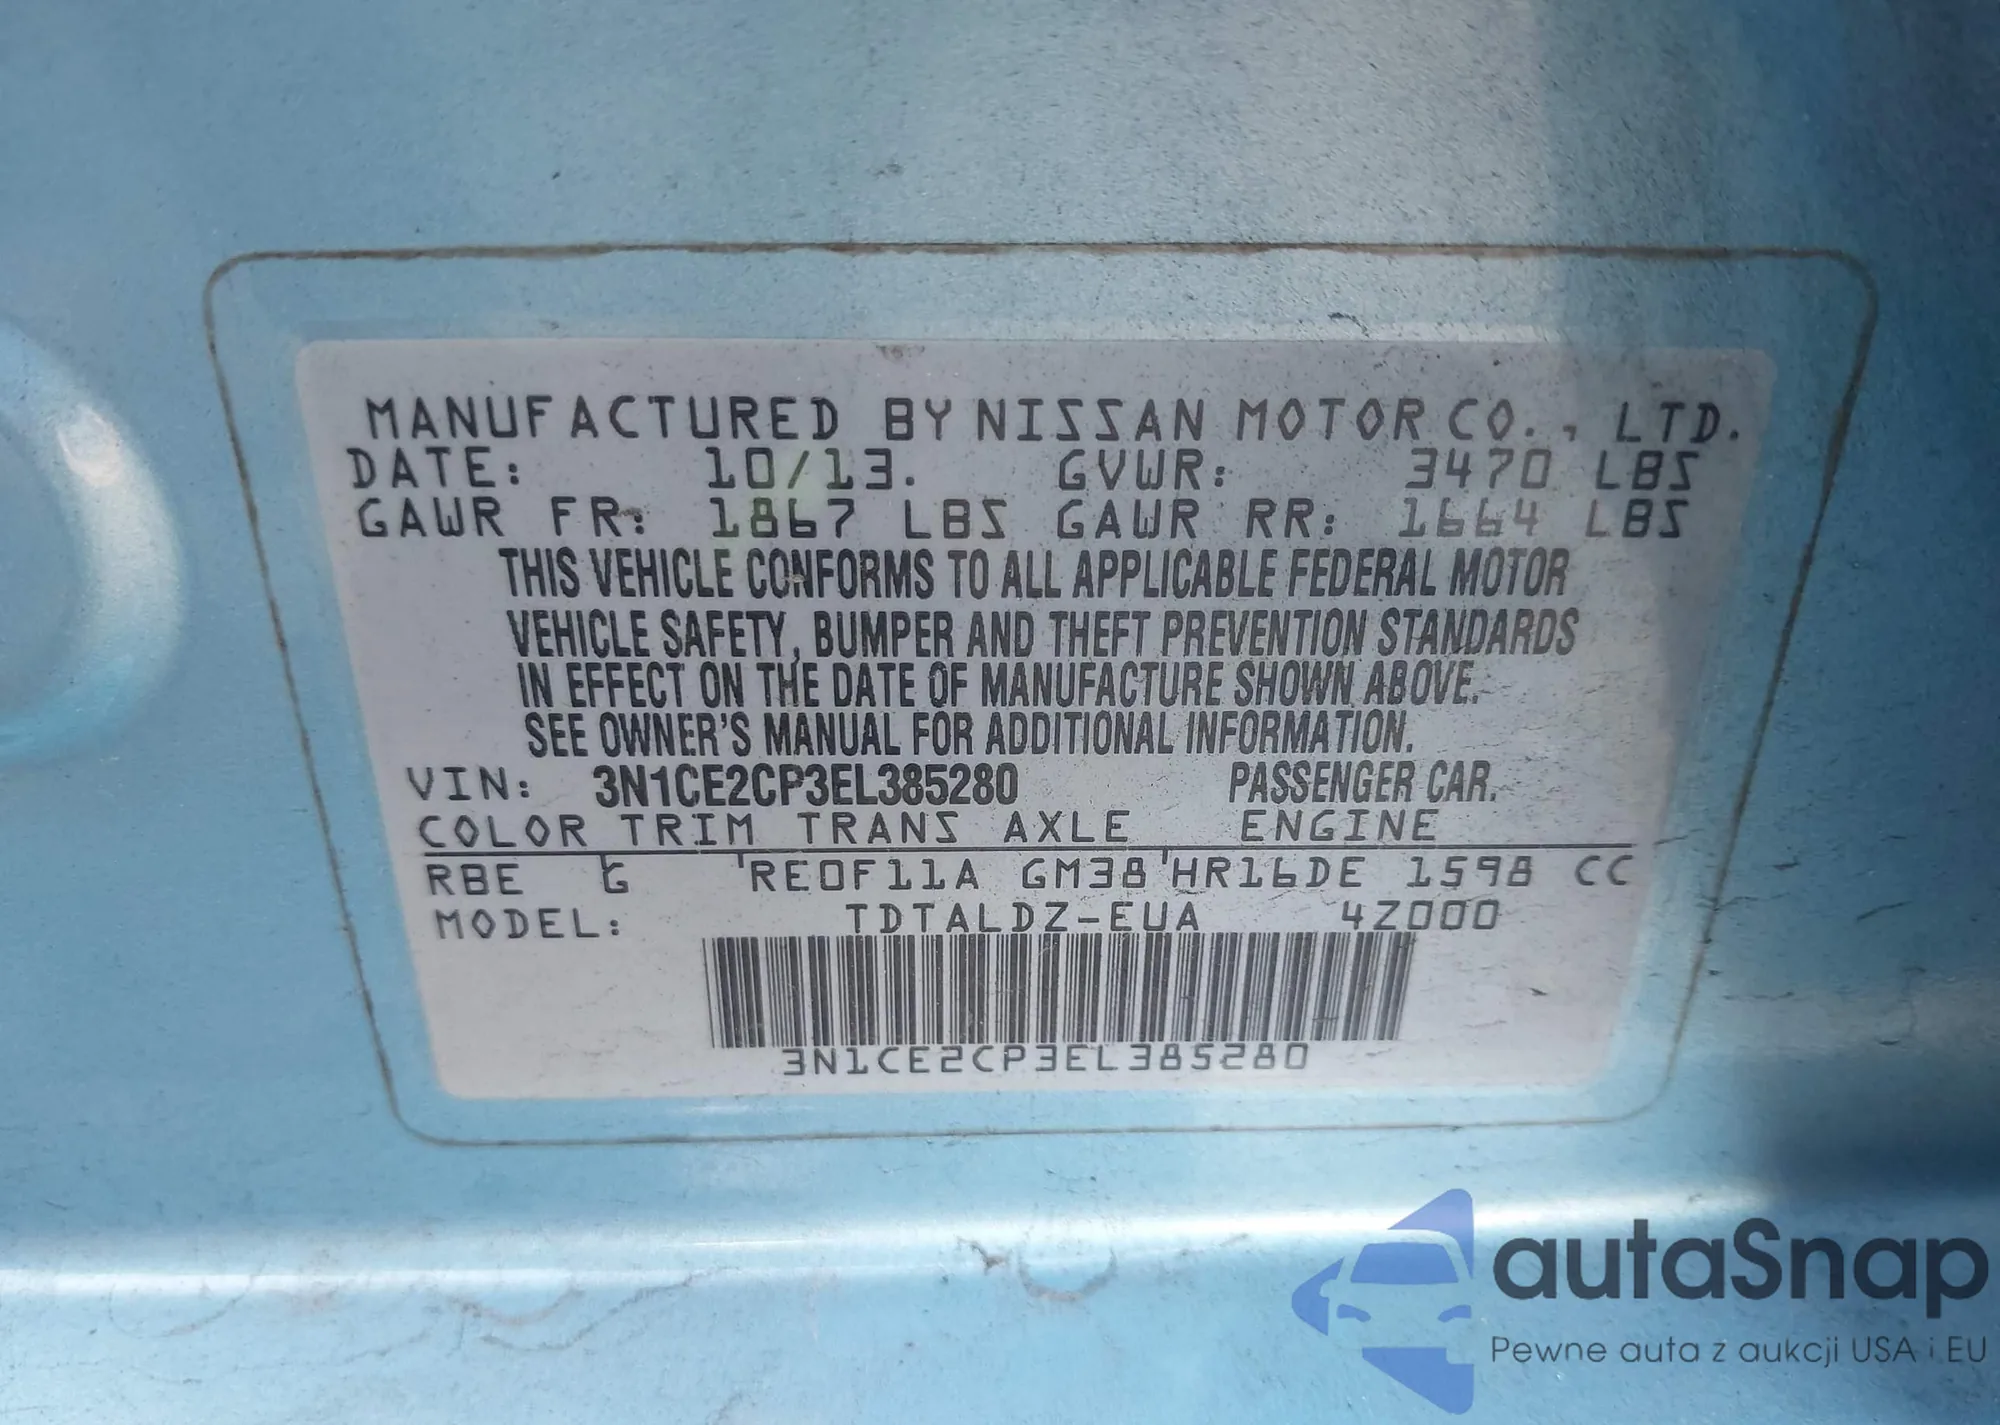 MANUFACTURED BY NISSAN MOTOR CO., LTD.
DATE: 10/13. GVWR: 3470 LBS
GAWR FR: 1867 LBS GAWR RR: 1664 LBS
THIS VEHICLE CONFORMS TO ALL APPLICABLE FEDERAL MOTOR
VEHICLE SAFETY, BUMPER AND THEFT PREVENTION STANDARDS
IN EFFECT ON THE DATE OF MANUFACTURE SHOWN ABOVE.
SEE OWNER'S MANUAL FOR ADDITIONAL INFORMATION.
VIN: 3N1CE2CP3EL385280 PASSENGER CAR.
COLOR TRIM TRANS AXLE ENGINE
RBE G RE0F11A GM38 HR16DE 1598 CC
MODEL: TDTALDZ-EUA 4Z000
3N1CE2CP3EL385280
autaSnap
Pewne auta z aukcji USA i EU